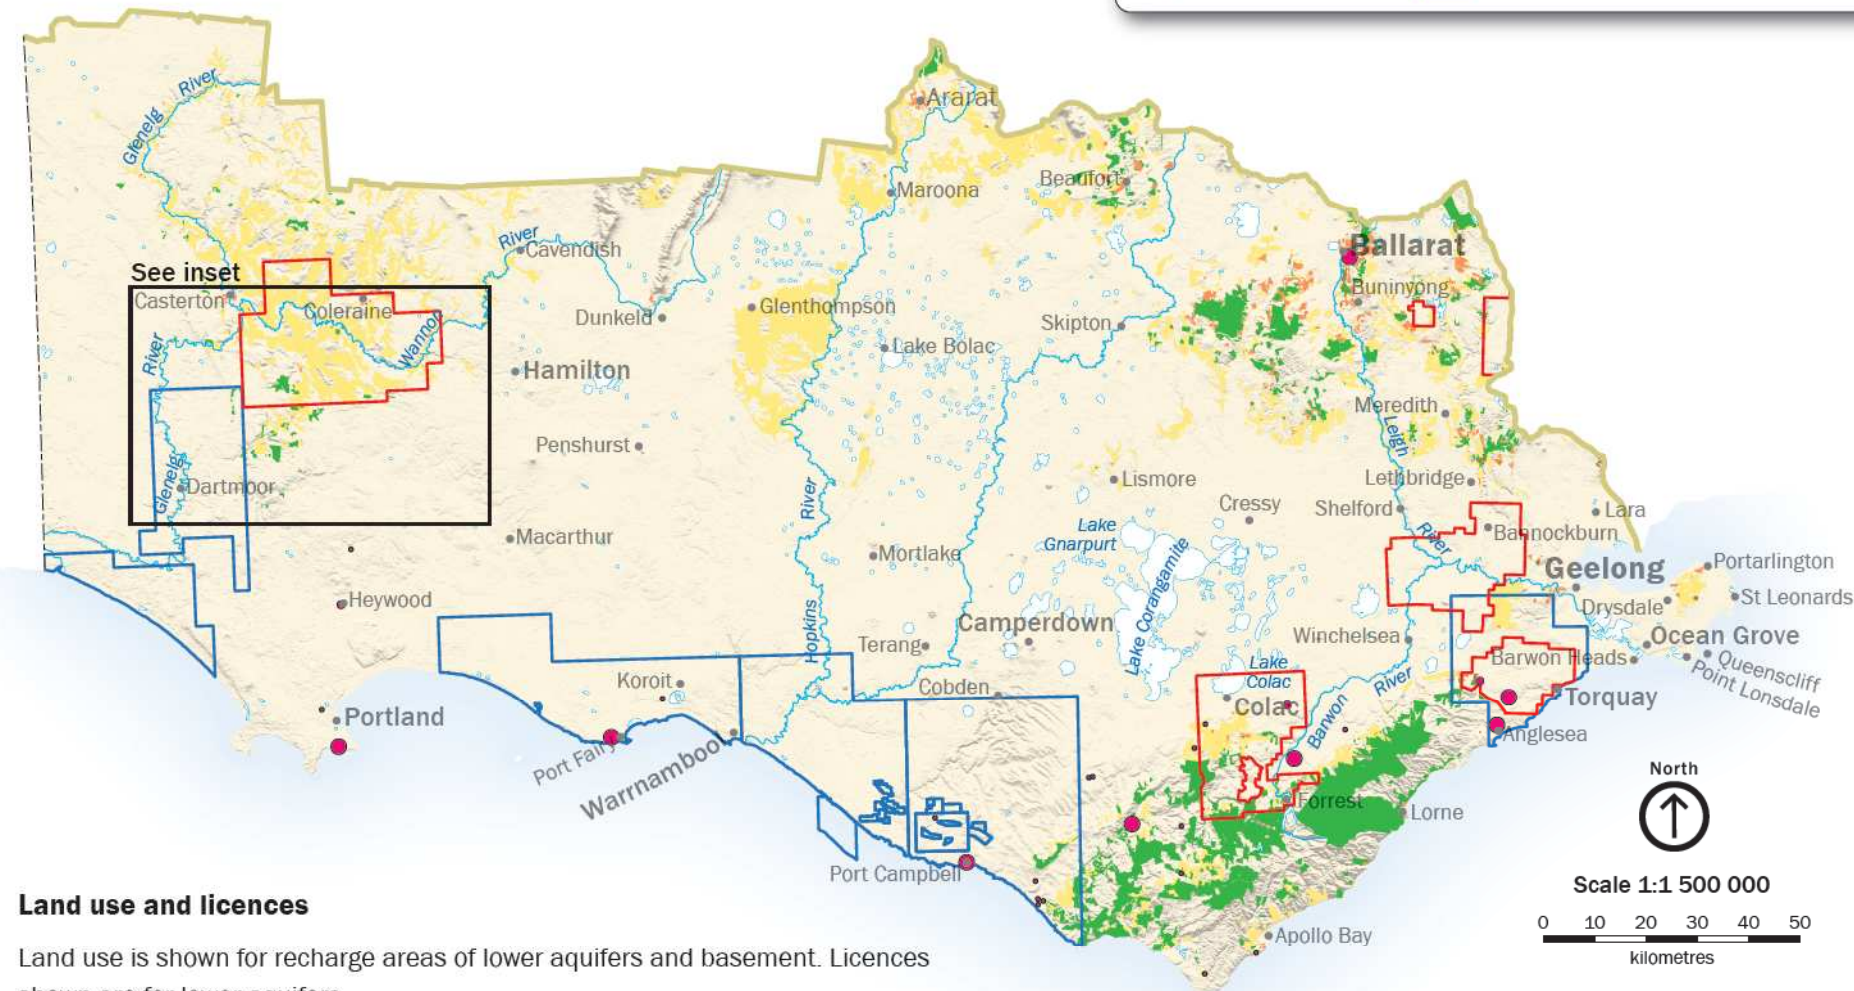 River
Glenelg
Ararat
Maroona
Beaufort
River
Cavendish
Ballarat
See inset
Casterton
Coleraine
Wannon
Dunkeld
Glenthompson
Buninyong
Skipton
Lake Bolac
River
Hamilton
Meredith
Leigh
Penshurst
Glenelg
Dartmoor
River
Lismore
Lethbridge
Cressy
Shelford
Lara
Macarthur
Mortlake
Lake
Gnarpurt
River
Bannockburn
Portarlington
Geelong
Heywood
Hopkins
Lake Corangamite
Drysdale
St Leonards
Camperdown
Winchelsea
Ocean Grove
Terang
Barwon Heads
Queenscliff
Point Lonsdale
Koroit
Cobden
Lake
Colac
River
Colac
Barwon
Torquay
Portland
Anglesea
Port Fairy
Warrnambool
North
Forrest
Lorne
Port Campbell
Scale 1:1 500 000
0 10 20 30 40 50
kilometres
Apollo Bay
Land use and licences
Land use is shown for recharge areas of lower aquifers and basement. Licences
shown are for lower aquifers